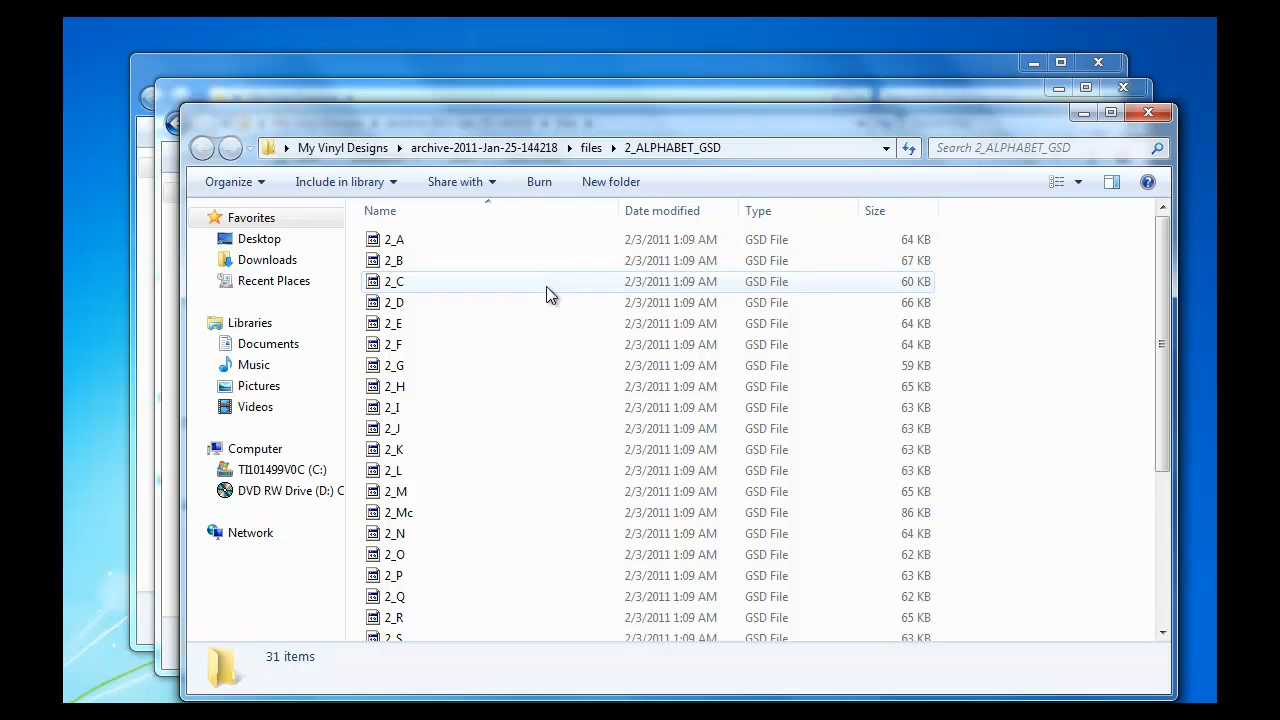 My Vinyl Designs archive-2011-Jan-25-144218 files 2_ALPHABET_GSD Search 2_ALPHABET_GSD
Organize Include in library Share with Burn New folder
Favorites
Desktop
Downloads
Recent Places
Libraries
Documents
Music
Pictures
Videos
Computer
TI101499V0C (C:)
DVD RW Drive (D:) C
Network
Name Date modified Type Size
2_A 2/3/2011 1:09 AM GSD File 64 KB
2_B 2/3/2011 1:09 AM GSD File 67 KB
2_C 2/3/2011 1:09 AM GSD File 60 KB
2_D 2/3/2011 1:09 AM GSD File 66 KB
2_E 2/3/2011 1:09 AM GSD File 64 KB
2_F 2/3/2011 1:09 AM GSD File 64 KB
2_G 2/3/2011 1:09 AM GSD File 59 KB
2_H 2/3/2011 1:09 AM GSD File 65 KB
2_I 2/3/2011 1:09 AM GSD File 63 KB
2_J 2/3/2011 1:09 AM GSD File 63 KB
2_K 2/3/2011 1:09 AM GSD File 63 KB
2_L 2/3/2011 1:09 AM GSD File 63 KB
2_M 2/3/2011 1:09 AM GSD File 65 KB
2_Mc 2/3/2011 1:09 AM GSD File 86 KB
2_N 2/3/2011 1:09 AM GSD File 64 KB
2_O 2/3/2011 1:09 AM GSD File 62 KB
2_P 2/3/2011 1:09 AM GSD File 63 KB
2_Q 2/3/2011 1:09 AM GSD File 62 KB
2_R 2/3/2011 1:09 AM GSD File 65 KB
2_S 2/3/2011 1:09 AM GSD File 63 KB
31 items